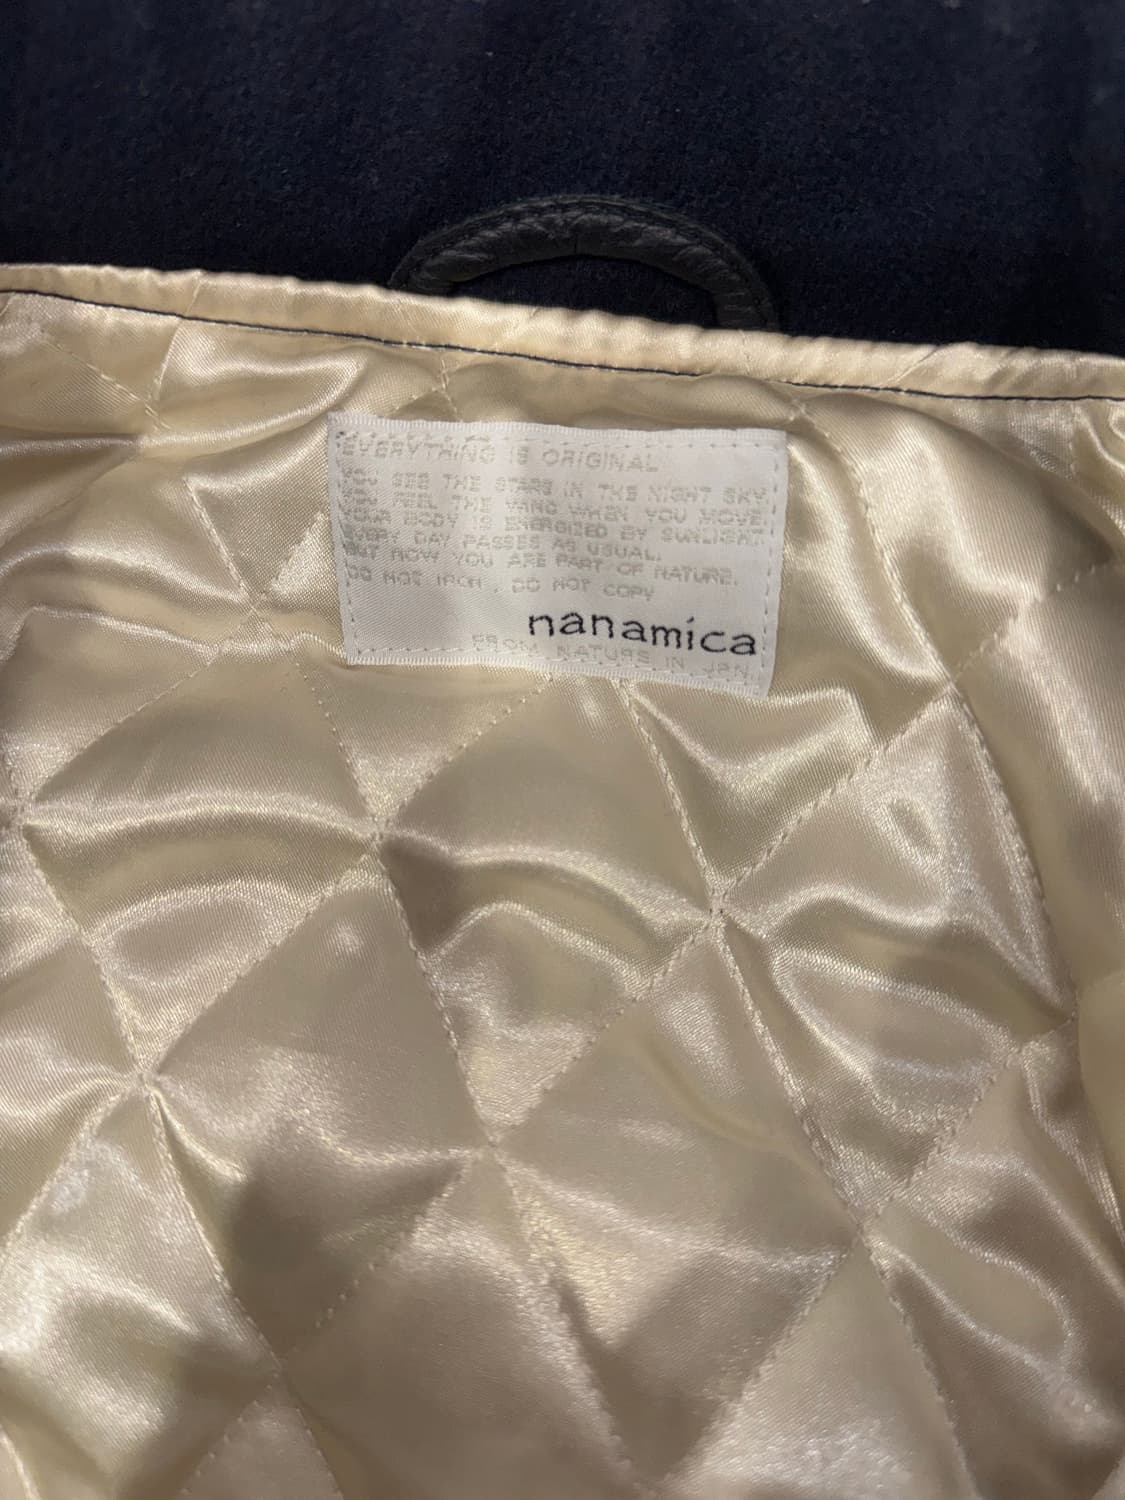 EVERYTHING IS ORIGINAL
YOU SEE THE STARS IN THE NIGHT SKY.
YOU FEEL THE WIND WHEN YOU MOVE.
YOUR BODY IS ENERGIZED BY SUNLIGHT.
EVERY DAY PASSES AS USUAL.
BUT NOW YOU ARE PART OF NATURE.
DO NOT IRON , DO NOT COPY
nanamica
FROM NATURE IN JPN